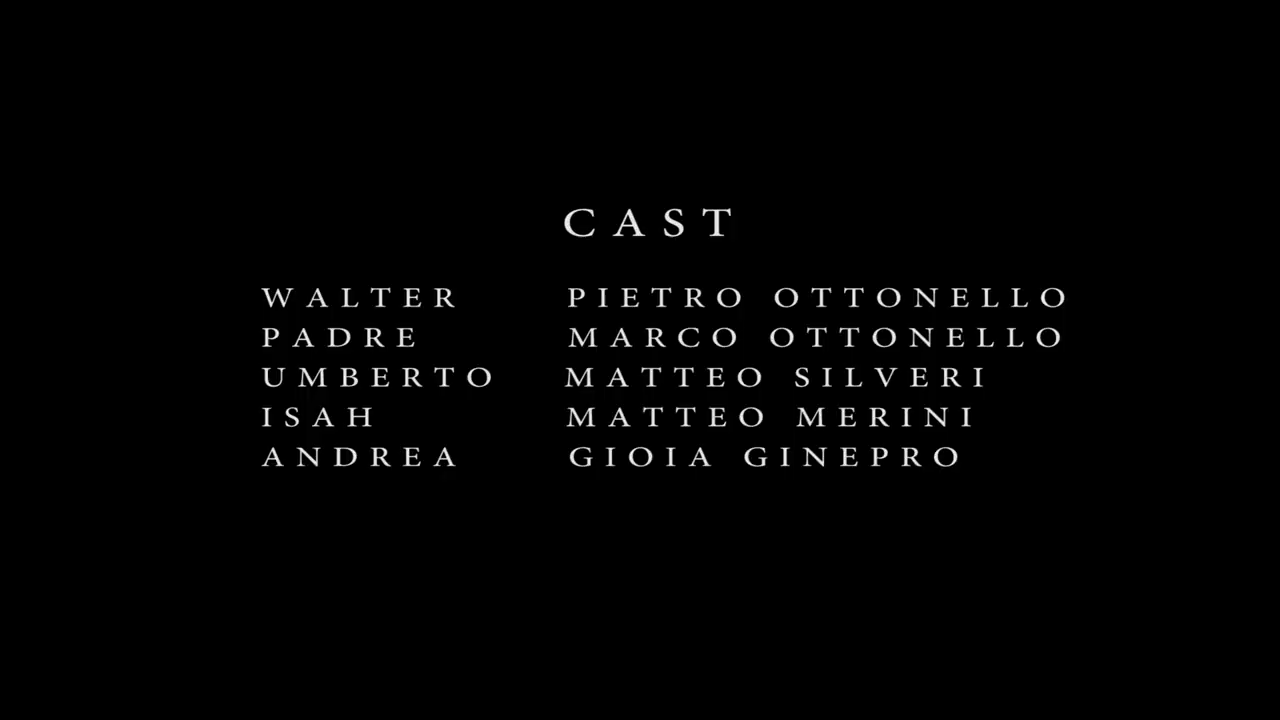 CAST
WALTER PIETRO OTTONELLO
PADRE MARCO OTTONELLO
UMBERTO MATTEO SILVERI
ISAH MATTEO MERINI
ANDREA GIOIA GINEPRO